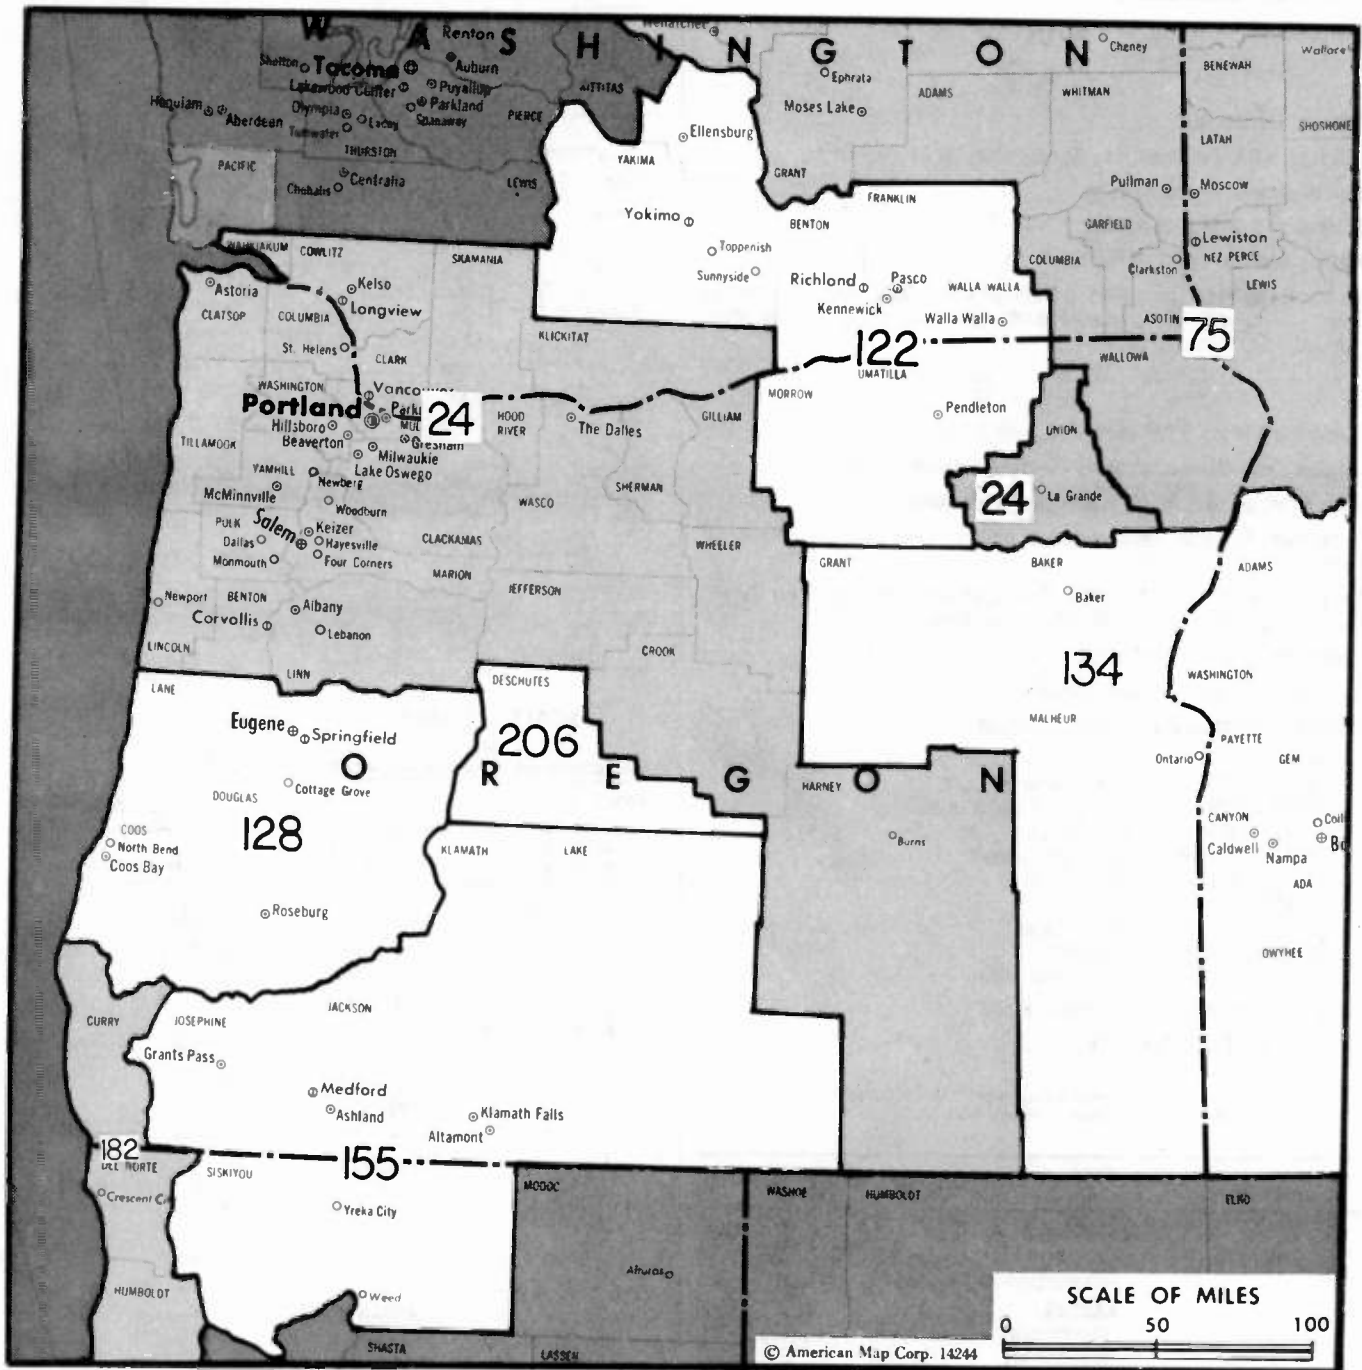 WASHINGTON
Renton
Cheney
Shelton
Tacoma
Auburn
Ephrata
BENEWAH
Lakewood Center
Puyallup
KITTITAS
ADAMS
WHITMAN
Hoquiam
Aberdeen
Olympia
Lacey
Parkland
Spanaway
PIERCE
Moses Lake
SHOSHONE
Tumwater
Ellensburg
LATAH
THURSTON
YAKIMA
PACIFIC
Centralia
Chehalis
LEWIS
GRANT
Pullman
Moscow
FRANKLIN
Yokimo
BENTON
GARFIELD
WAHKIAKUM
COWLITZ
SKAMANIA
Toppenish
Sunnyside
COLUMBIA
Lewiston
NEZ PERCE
Clarkston
Astoria
Kelso
Longview
Richland
Pasco
Kennewick
WALLA WALLA
LEWIS
CLATSOP
COLUMBIA
Walla Walla
ASOTIN
75
St. Helens
CLARK
KLICKITAT
122
WALLOWA
WASHINGTON
Vancouver
UMATILLA
Portland
24
HOOD
RIVER
The Dalles
GILLIAM
MORROW
Pendleton
Hillsboro
Beaverton
Gresham
TILLAMOOK
Milwaukie
Lake Oswego
UNION
YAMHILL
Newberg
McMinnville
SHERMAN
24
La Grande
Woodburn
WASCO
POLK
Salem
Keizer
Dallas
Hayesville
CLACKAMAS
WHEELER
Monmouth
Four Corners
GRANT
BAKER
ADAMS
MARION
JEFFERSON
Baker
Newport
BENTON
Albany
Corvollis
Lebanon
LINCOLN
CROOK
134
LINN
DESCHUTES
WASHINGTON
LANE
MALHEUR
Eugene
Springfield
206
PAYETTE
Ontario
GEM
OREGON
Cottage Grove
HARNEY
DOUGLAS
CANYON
COOS
128
North Bend
Coos Bay
KLAMATH
LAKE
Burns
Caldwell
Nampa
ADA
Roseburg
OWYHEE
JACKSON
CURRY
JOSEPHINE
Grants Pass
Medford
Ashland
Klamath Falls
Altamont
182
155
DEL NORTE
SISKIYOU
MODOC
WASHOE
HUMBOLDT
ELKO
Crescent Ci
Yreka City
Alturas
HUMBOLDT
Weed
SCALE OF MILES
0 50 100
SHASTA
LASSEN
© American Map Corp. 14244